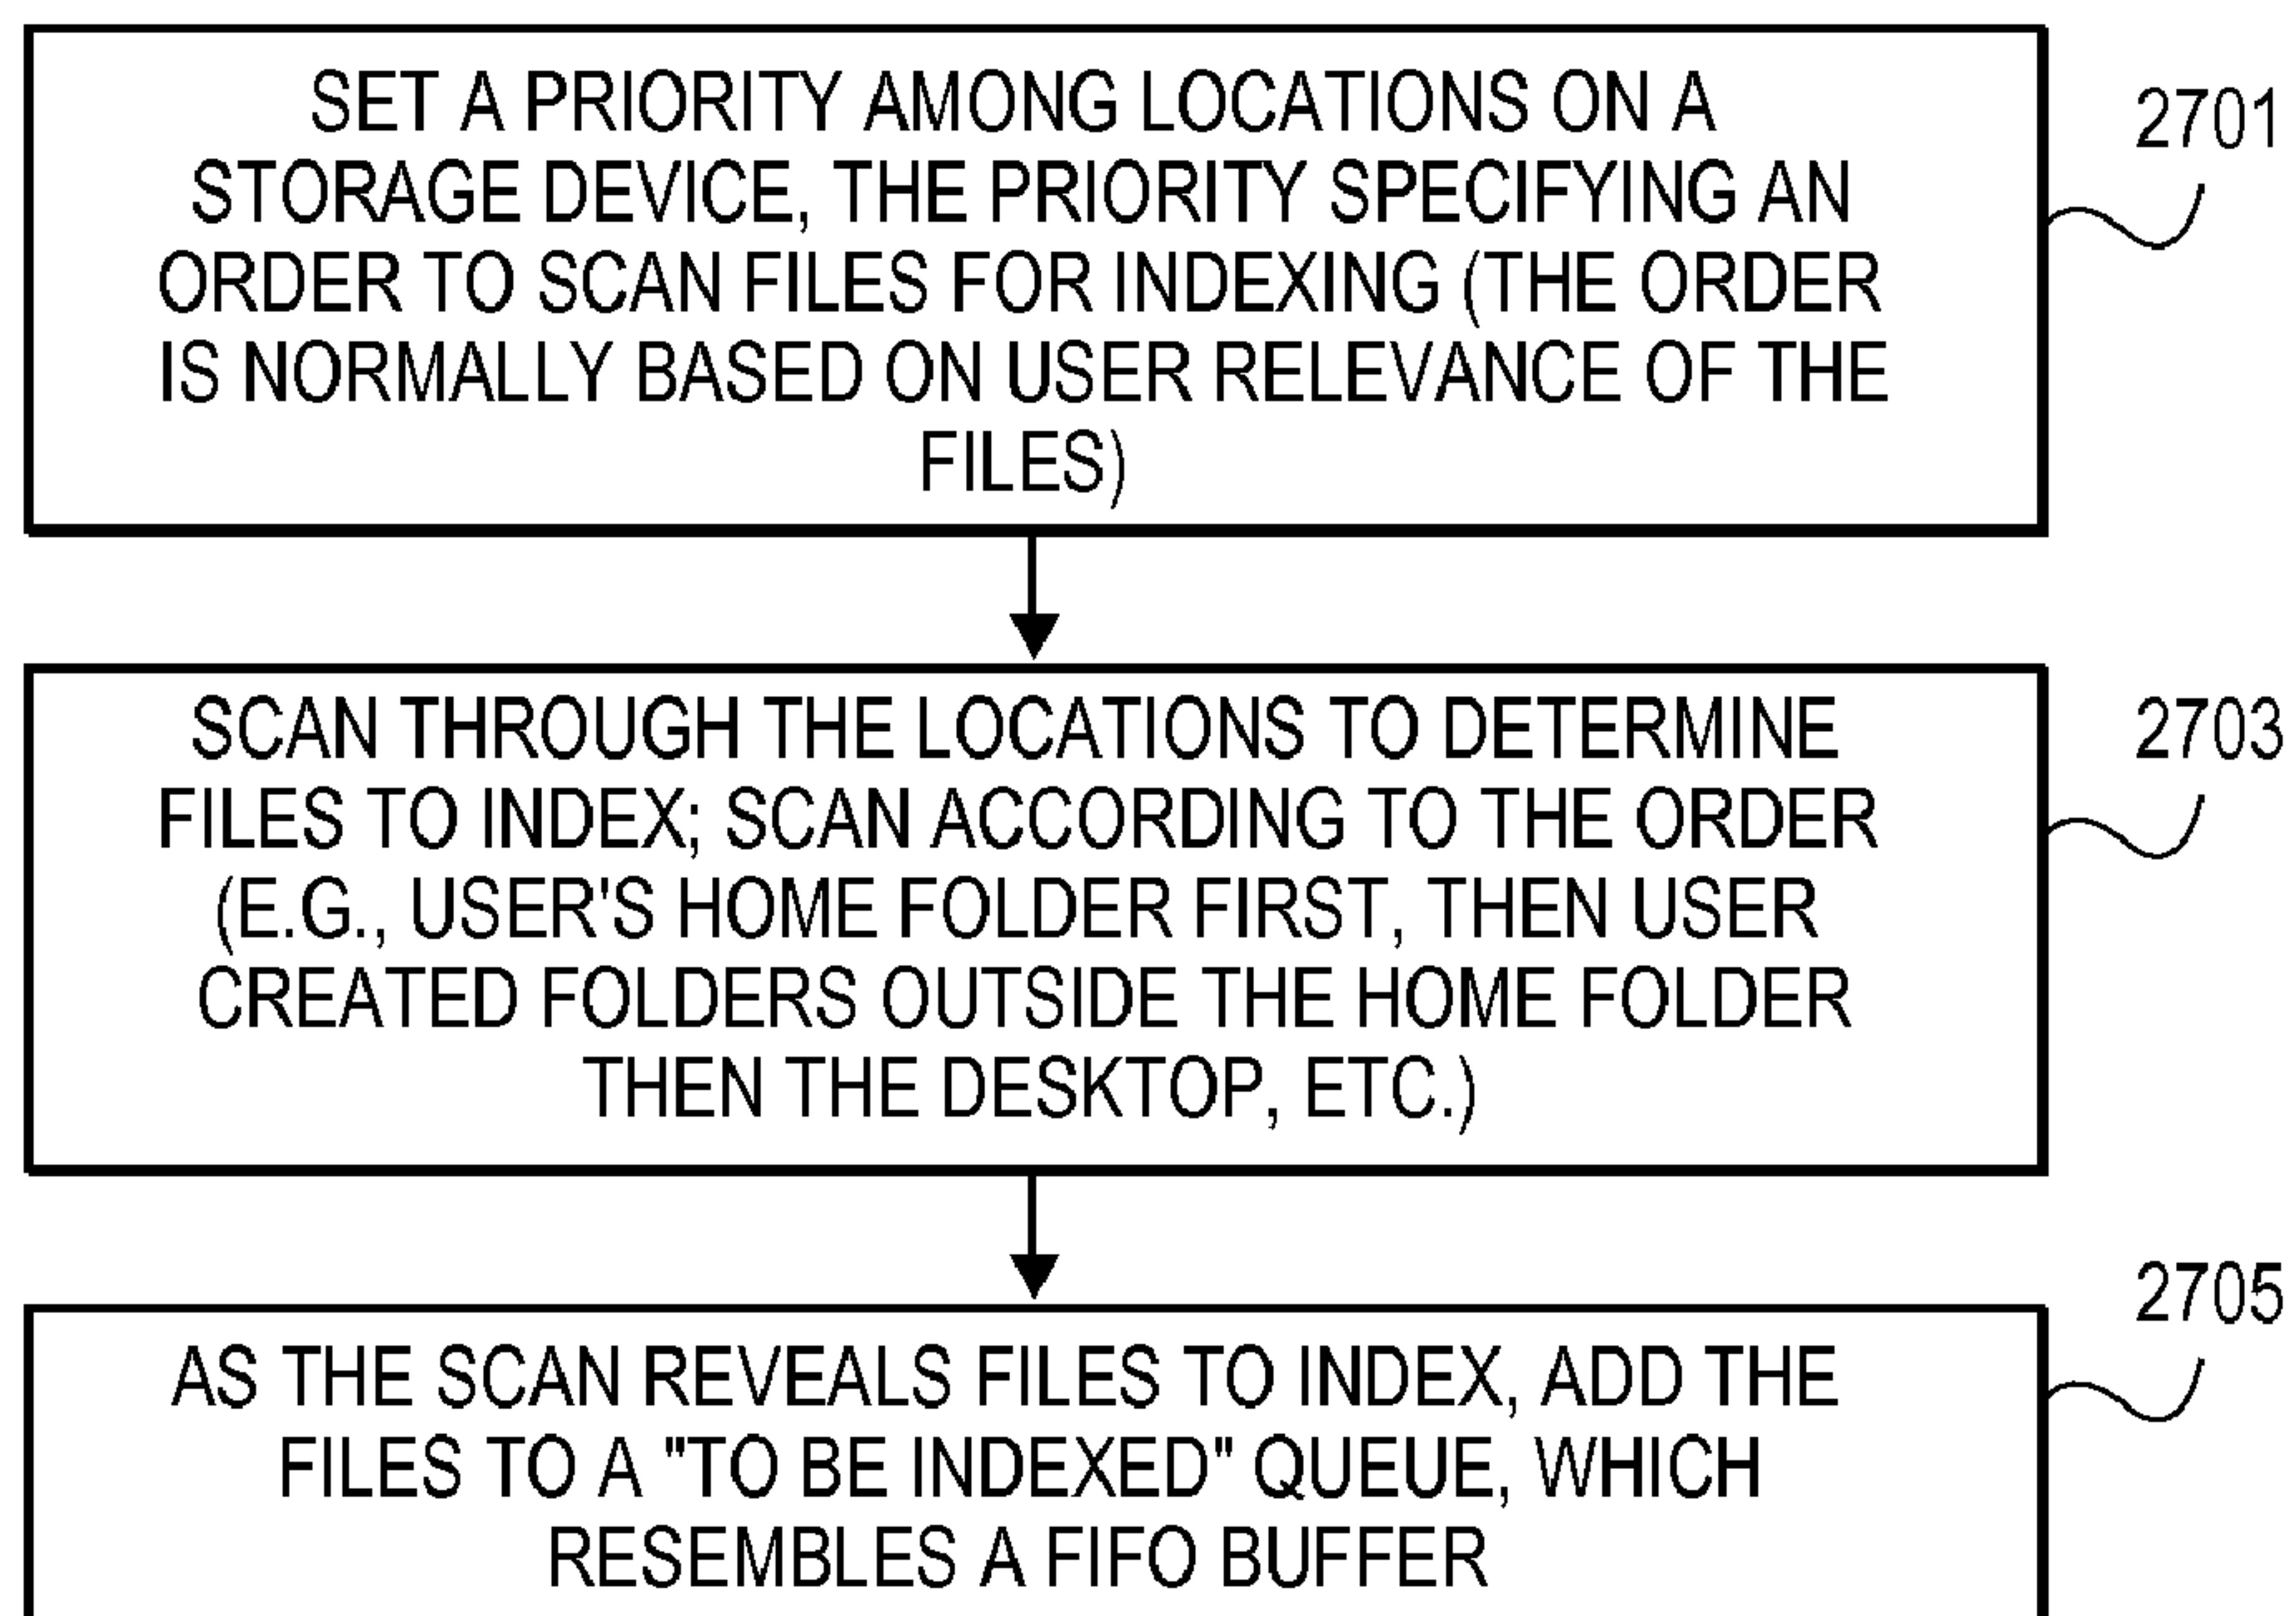 SET A PRIORITY AMONG LOCATIONS ON A
STORAGE DEVICE, THE PRIORITY SPECIFYING AN
ORDER TO SCAN FILES FOR INDEXING (THE ORDER
IS NORMALLY BASED ON USER RELEVANCE OF THE
FILES)
2701
SCAN THROUGH THE LOCATIONS TO DETERMINE
FILES TO INDEX; SCAN ACCORDING TO THE ORDER
(E.G., USER'S HOME FOLDER FIRST, THEN USER
CREATED FOLDERS OUTSIDE THE HOME FOLDER
THEN THE DESKTOP, ETC.)
2703
AS THE SCAN REVEALS FILES TO INDEX, ADD THE
FILES TO A "TO BE INDEXED" QUEUE, WHICH
RESEMBLES A FIFO BUFFER
2705